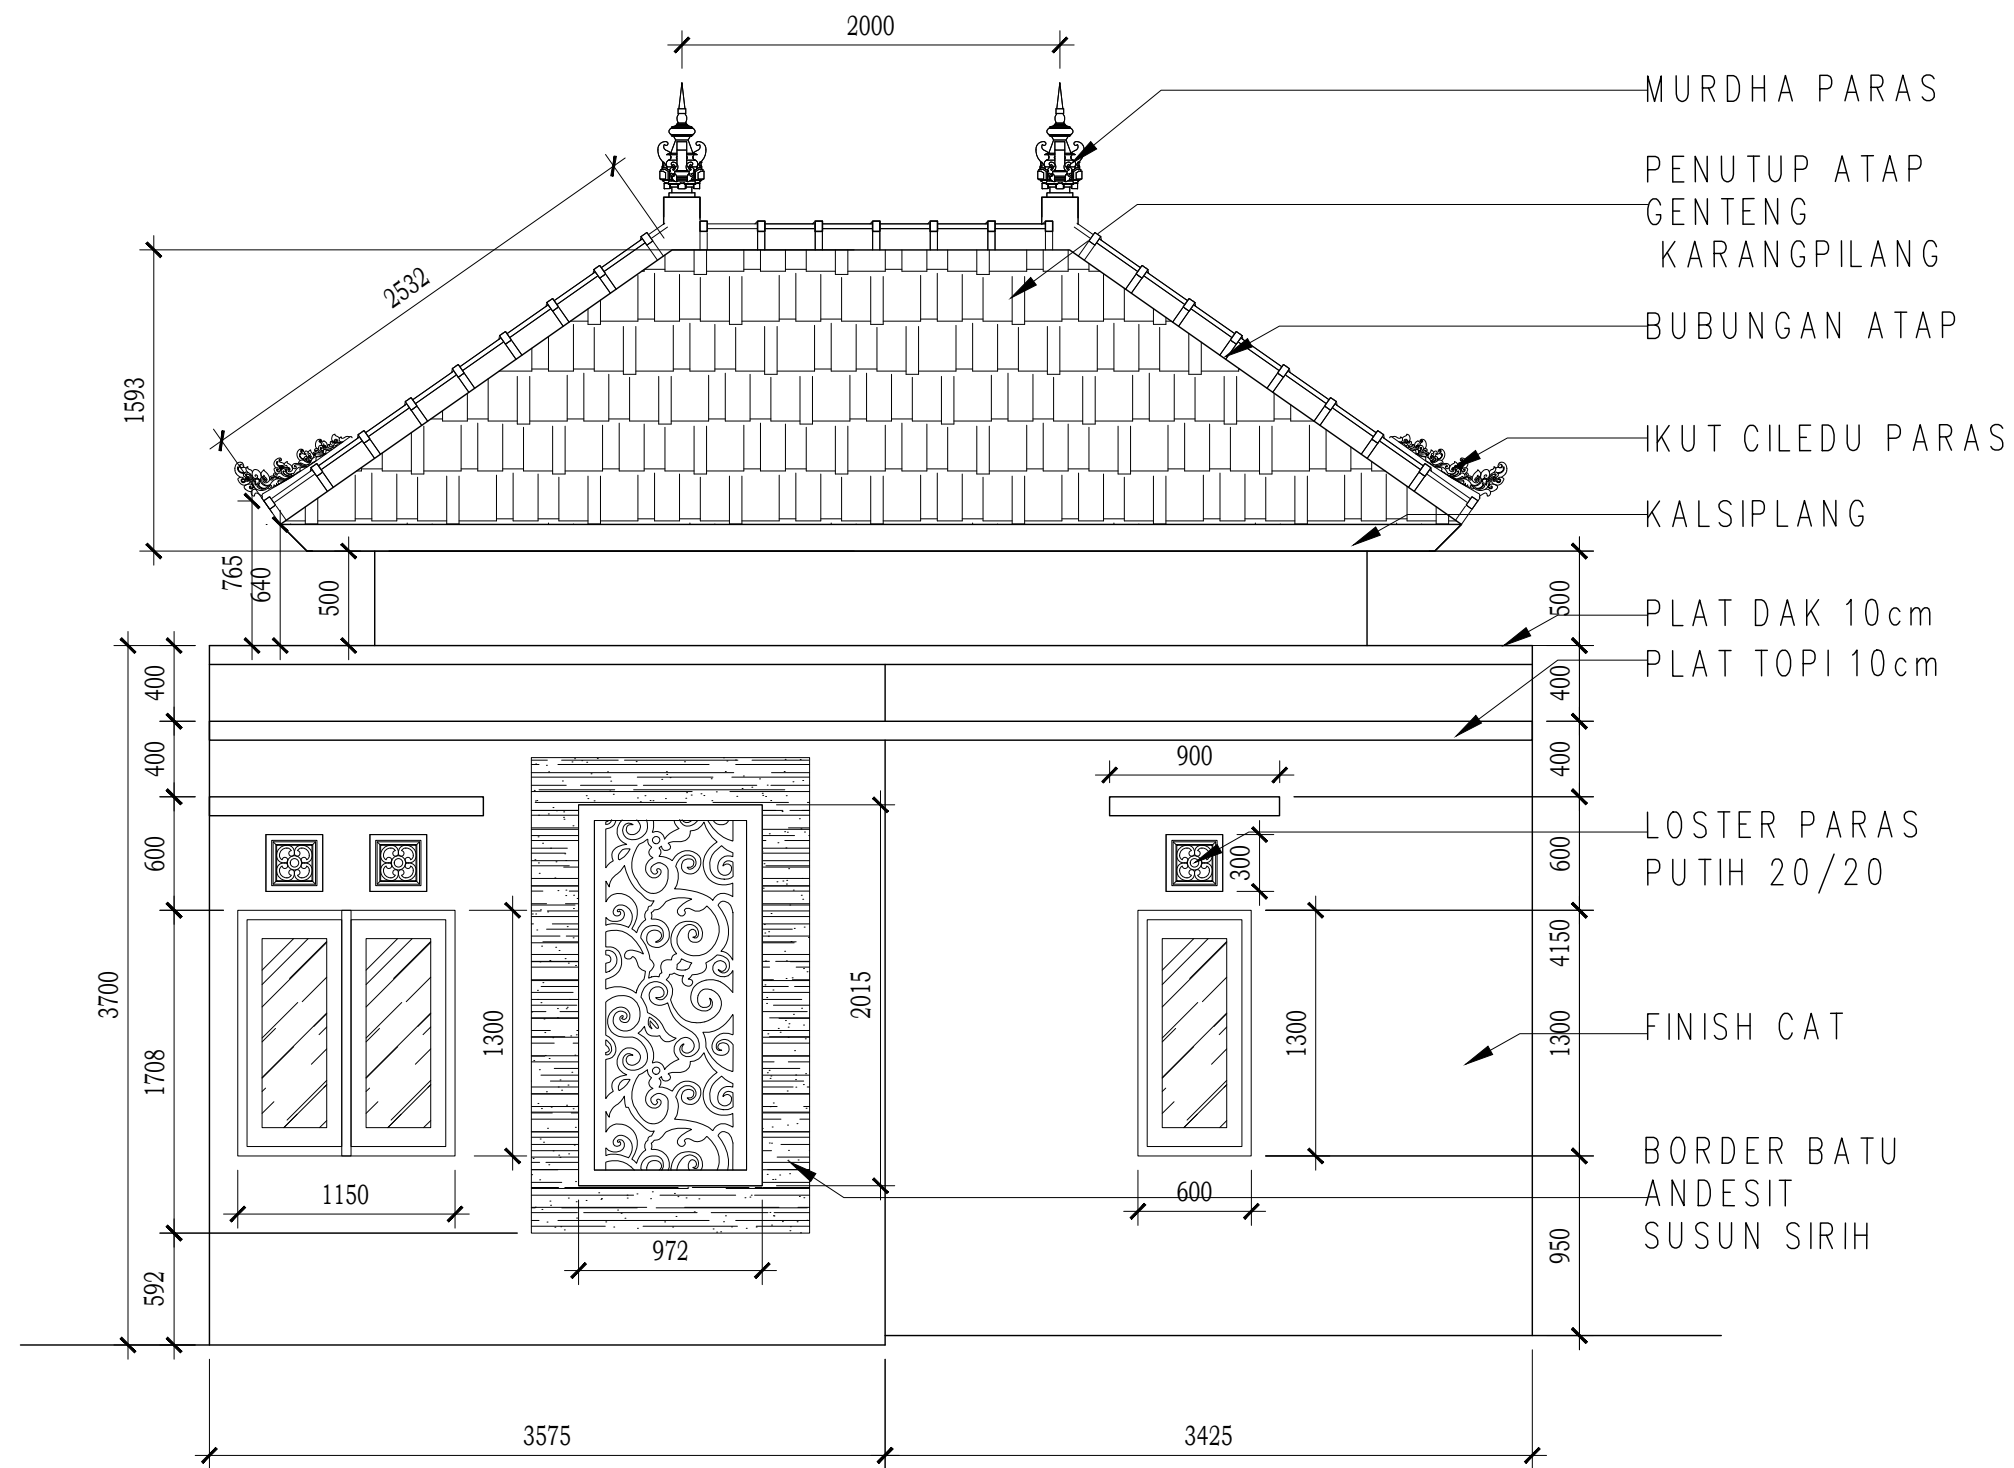 2000
MURDHA PARAS
PENUTUP ATAP
GENTENG
KARANGPILANG
2532
BUBUNGAN ATAP
1593
IKUT CILEDU PARAS
KALSIPLANG
765
640
500
500
PLAT DAK 10cm
PLAT TOPI 10cm
400
400
400
900
400
LOSTER PARAS
PUTIH 20/20
600
300
600
4150
3700
1300
2015
1300
1300
FINISH CAT
1708
BORDER BATU
ANDESIT
SUSUN SIRIH
1150
600
972
950
592
3575
3425